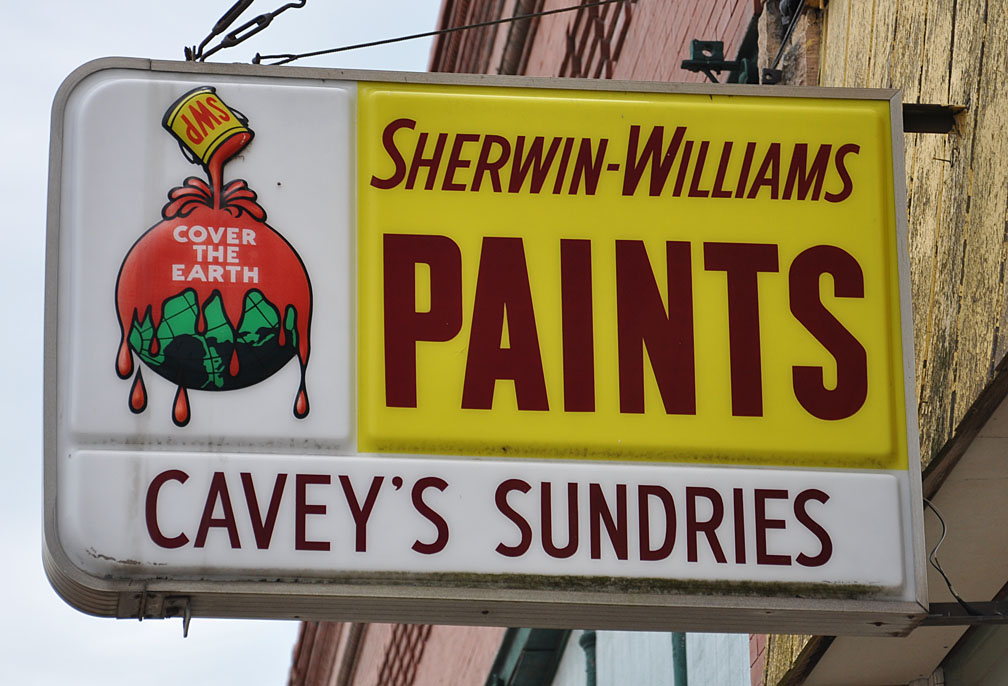 SWP
COVER
THE
EARTH
SHERWIN-WILLIAMS
PAINTS
CAVEY'S SUNDRIES